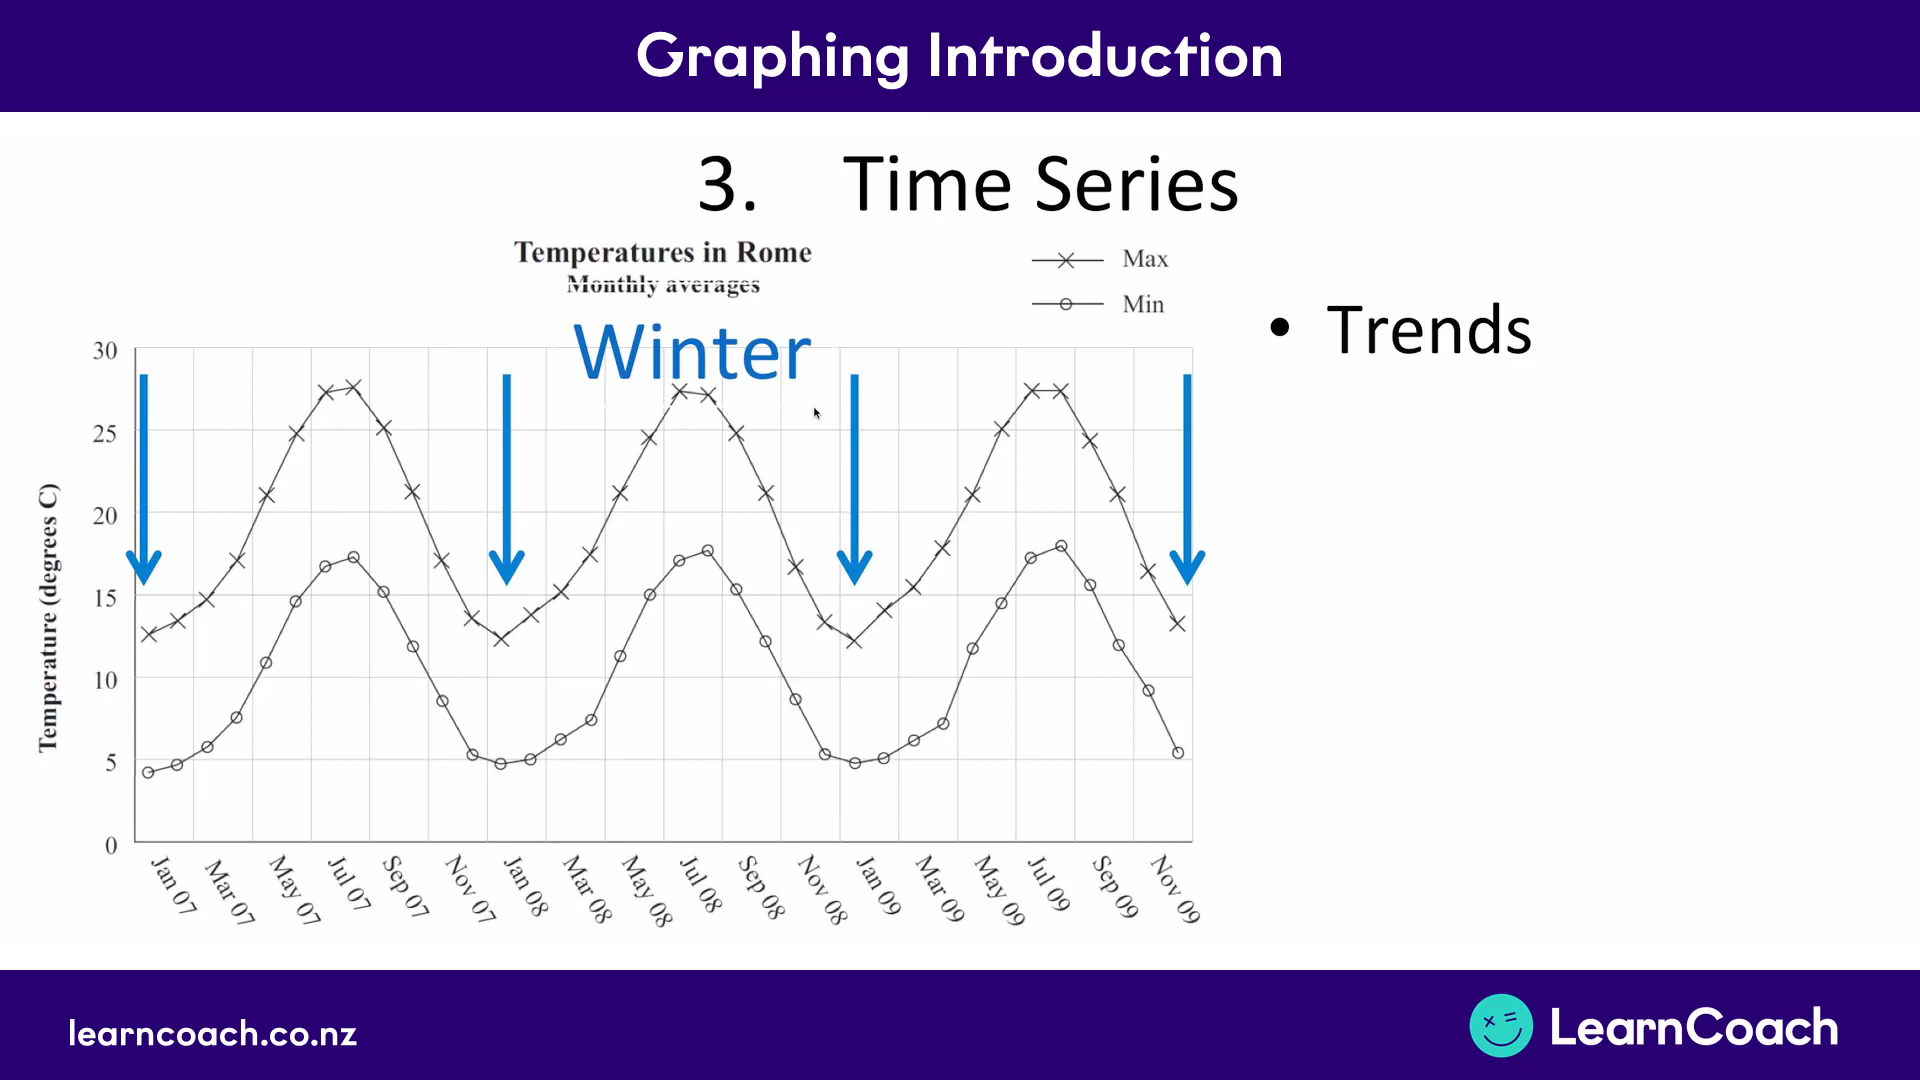 Graphing Introduction
3. Time Series
Temperatures in Rome
Monthly averages
Max
Min
Winter
• Trends
30
25
20
15
10
5
0
Temperature (degrees C)
Jan 07
Mar 07
May 07
Jul 07
Sep 07
Nov 07
Jan 08
Mar 08
May 08
Jul 08
Sep 08
Nov 08
Jan 09
Mar 09
May 09
Jul 09
Sep 09
Nov 09
learncoach.co.nz
LearnCoach